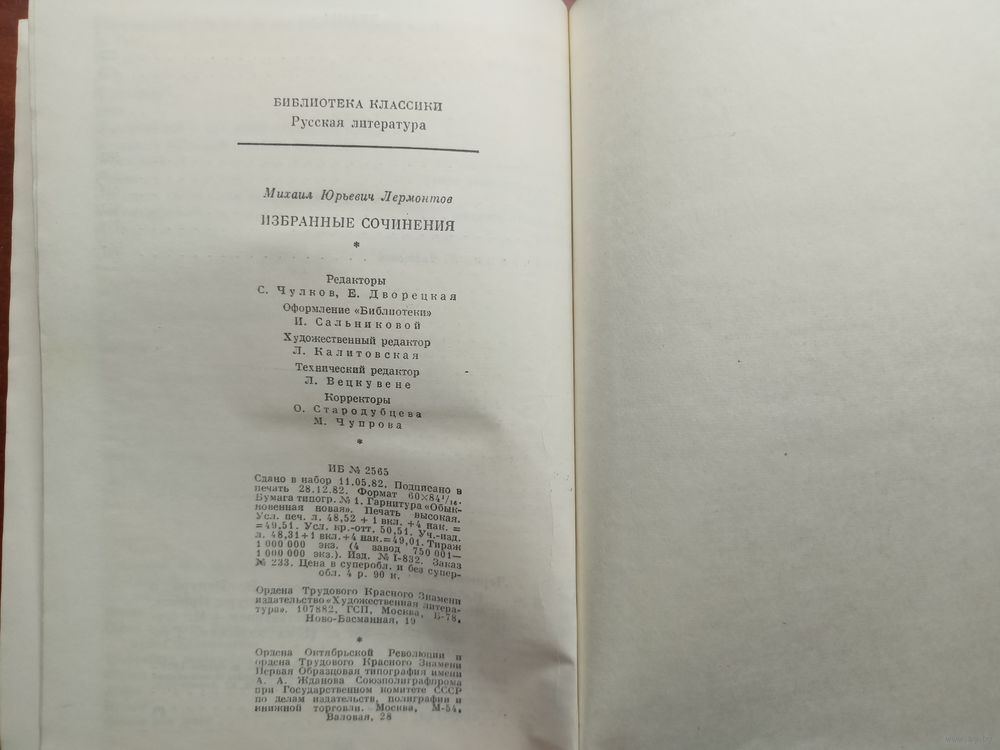 БИБЛИОТЕКА КЛАССИКИ
Русская литература
Михаил Юрьевич Лермонтов
ИЗБРАННЫЕ СОЧИНЕНИЯ
*
Редакторы
С. Чулков, Е. Дворецкая
Оформление «Библиотеки»
И. Сальниковой
Художественный редактор
Л. Калитовская
Технический редактор
Л. Вецкувене
Корректоры
О. Стародубцева
М. Чупрова
*
ИБ № 2565
Сдано в набор 11.05.82. Подписано в
печать 28.12.82. Формат 60×84¹/₁₆.
Бумага типогр. № 1. Гарнитура «Обык-
новенная новая». Печать высокая.
Усл. печ. л. 48,52 + 1 вкл. +4 нак. =
=49,51. Усл. кр.-отт. 50,51. Уч.-изд.
л. 48,31+1 вкл.+4 нак.=49,01. Тираж
1 000 000 экз. (4 завод 750 001—
1 000 000 экз.). Изд. № I-832. Заказ
№ 233. Цена в суперобл. и без супер-
обл. 4 р. 90 к.
Ордена Трудового Красного Знамени
издательство «Художественная литера-
тура». 107882, ГСП, Москва, Б-78,
Ново-Басманная, 19
*
Ордена Октябрьской Революции и
ордена Трудового Красного Знамени
Первая Образцовая типография имени
А. А. Жданова Союзполиграфпрома
при Государственном комитете СССР
по делам издательств, полиграфии и
книжной торговли. Москва, М-54,
Валовая, 28